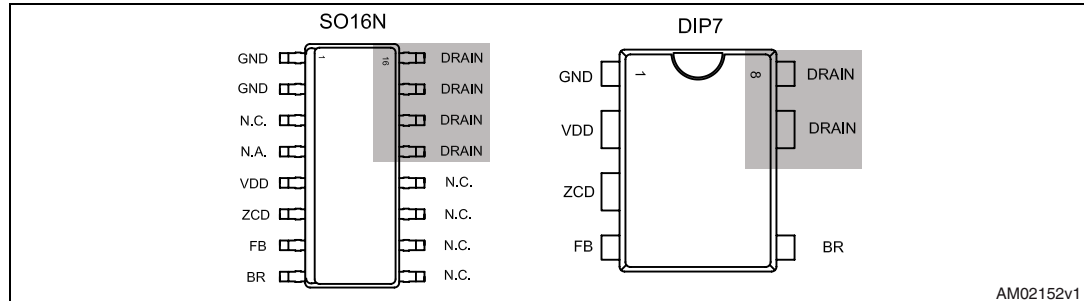 SO16N
GND 1 16 DRAIN
GND DRAIN
N.C. DRAIN
N.A. DRAIN
VDD N.C.
ZCD N.C.
FB N.C.
BR N.C.
DIP7
GND 1 8 DRAIN
VDD DRAIN
ZCD
FB BR
AM02152v1